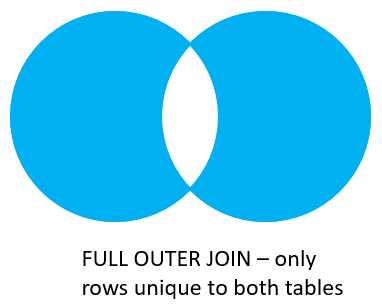 FULL OUTER JOIN – only
rows unique to both tables